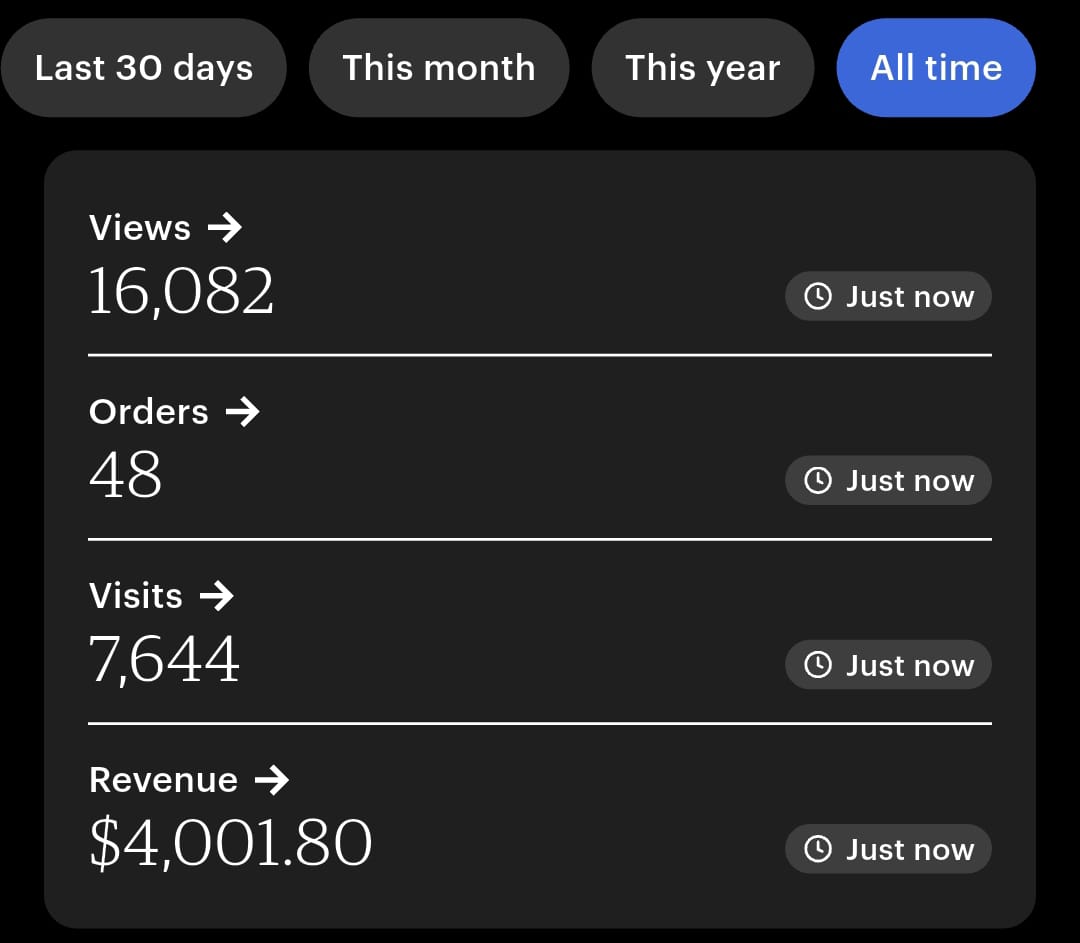 Last 30 days This month This year All time
Views →
16,082 Just now
Orders →
48 Just now
Visits →
7,644 Just now
Revenue →
$4,001.80 Just now